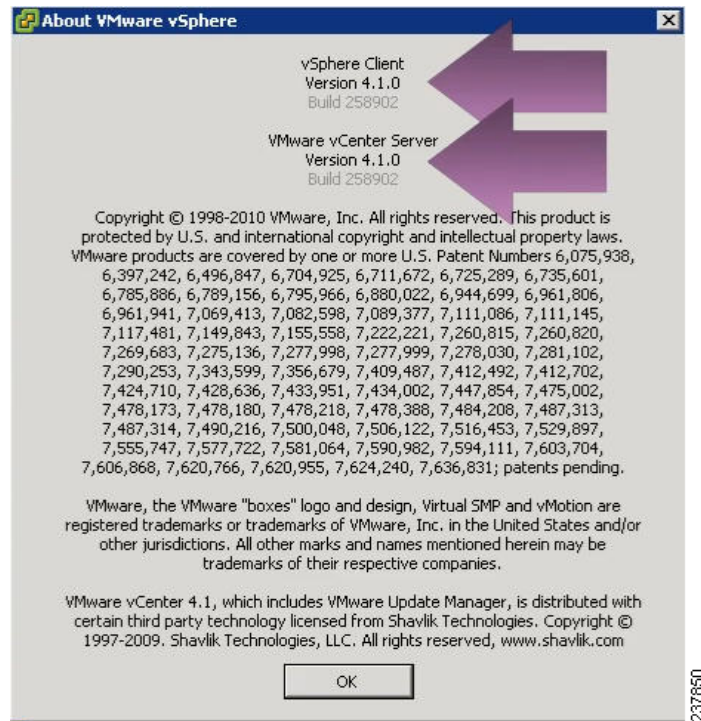 About VMware vSphere
vSphere Client
Version 4.1.0
Build 258902
VMware vCenter Server
Version 4.1.0
Build 258902
Copyright © 1998-2010 VMware, Inc. All rights reserved. This product is
protected by U.S. and international copyright and intellectual property laws.
VMware products are covered by one or more U.S. Patent Numbers 6,075,938,
6,397,242, 6,496,847, 6,704,925, 6,711,672, 6,725,289, 6,735,601,
6,785,886, 6,789,156, 6,795,966, 6,880,022, 6,944,699, 6,961,806,
6,961,941, 7,069,413, 7,082,598, 7,089,377, 7,111,086, 7,111,145,
7,117,481, 7,149,843, 7,155,558, 7,222,221, 7,260,815, 7,260,820,
7,269,683, 7,275,136, 7,277,998, 7,277,999, 7,278,030, 7,281,102,
7,290,253, 7,343,599, 7,356,679, 7,409,487, 7,412,492, 7,412,702,
7,424,710, 7,428,636, 7,433,951, 7,434,002, 7,447,854, 7,475,002,
7,478,173, 7,478,180, 7,478,218, 7,478,388, 7,484,208, 7,487,313,
7,487,314, 7,490,216, 7,500,048, 7,506,122, 7,516,453, 7,529,897,
7,555,747, 7,577,722, 7,581,064, 7,590,982, 7,594,111, 7,603,704,
7,606,868, 7,620,766, 7,620,955, 7,624,240, 7,636,831; patents pending.
VMware, the VMware "boxes" logo and design, Virtual SMP and vMotion are
registered trademarks or trademarks of VMware, Inc. in the United States and/or
other jurisdictions. All other marks and names mentioned herein may be
trademarks of their respective companies.
VMware vCenter 4.1, which includes VMware Update Manager, is distributed with
certain third party technology licensed from Shavlik Technologies. Copyright ©
1997-2009. Shavlik Technologies, LLC. All rights reserved, www.shavlik.com
OK
237850